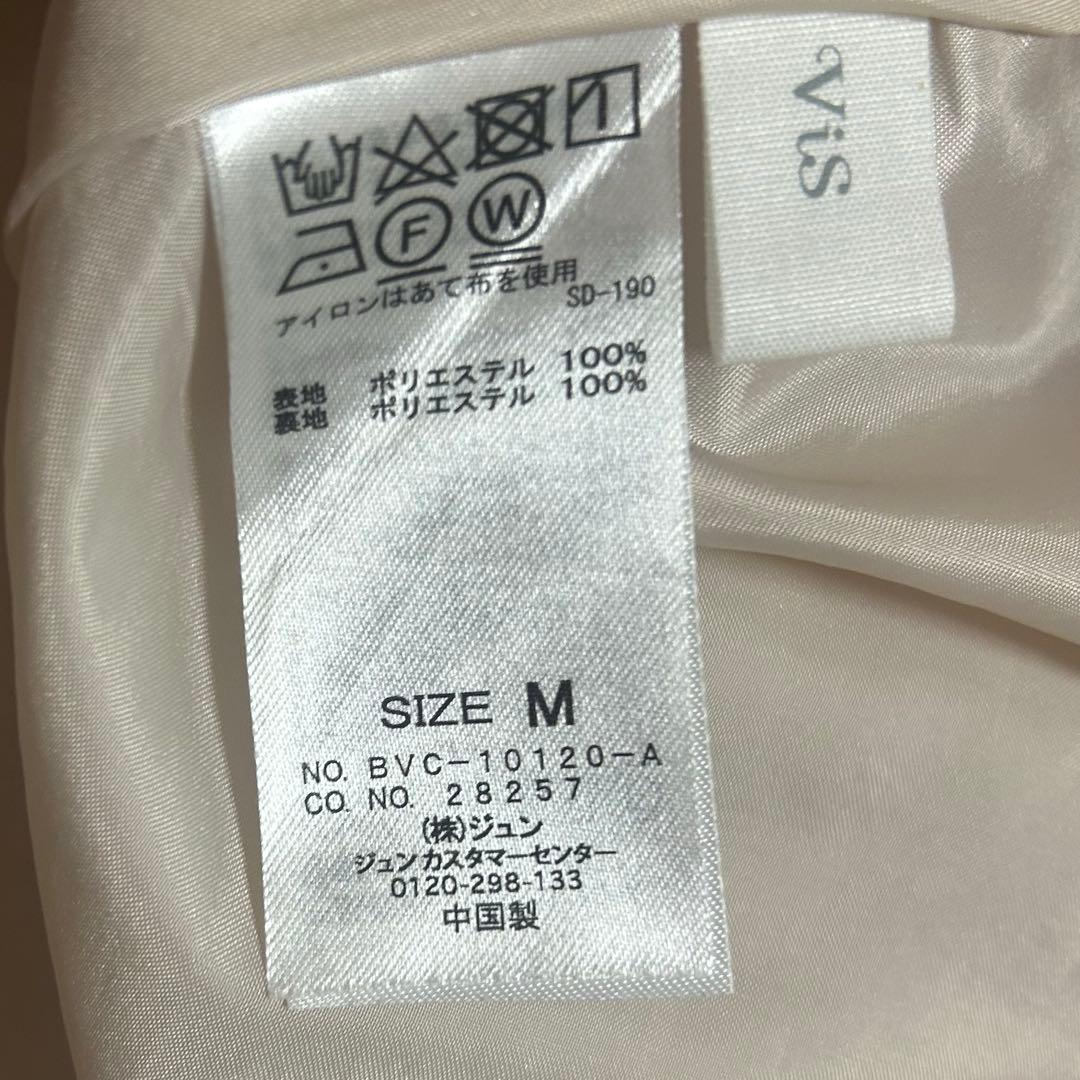 ViS
F W
アイロンはあて布を使用
SD-190
表地 ポリエステル 100%
裏地 ポリエステル 100%
SIZE M
NO. BVC-10120-A
CO. NO. 28257
(株)ジュン
ジュンカスタマーセンター
0120-298-133
中国製